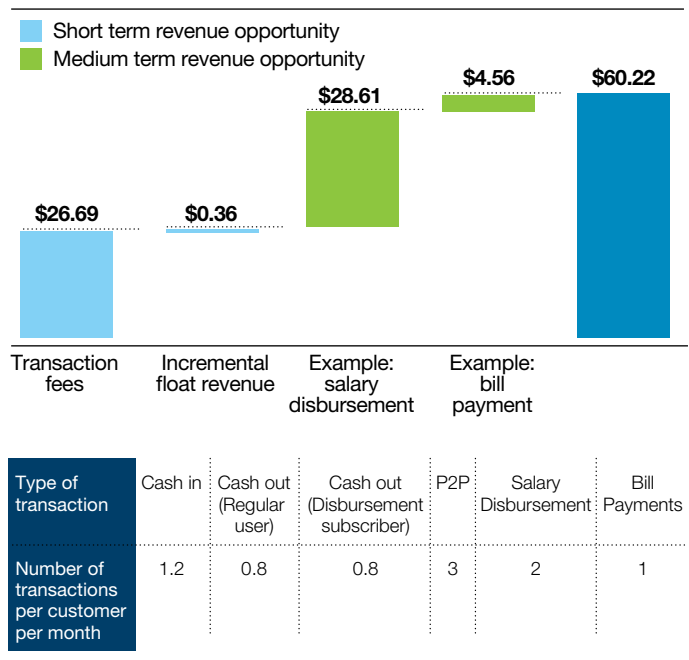 Short term revenue opportunity
Medium term revenue opportunity
$26.69
$0.36
$28.61
$4.56
$60.22
Transaction
fees
Incremental
float revenue
Example:
salary
disbursement
Example:
bill
payment
Type of
transaction
Cash in
Cash out
(Regular
user)
Cash out
(Disbursement
subscriber)
P2P
Salary
Disbursement
Bill
Payments
Number of
transactions
per customer
per month
1.2
0.8
0.8
3
2
1